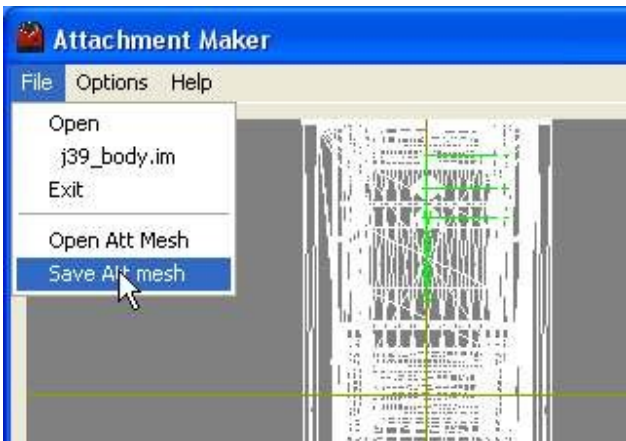 Attachment Maker
File Options Help
Open
j39_body.im
Exit
Open Att Mesh
Save Att mesh